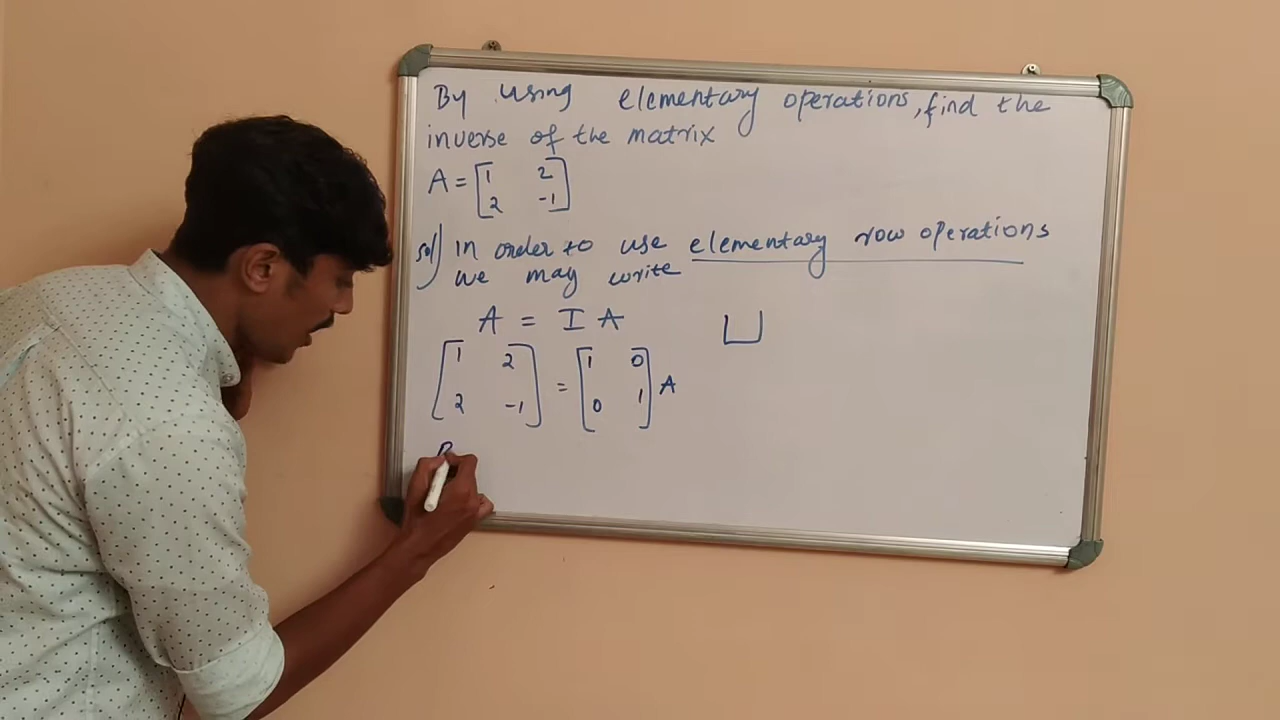 By using elementary operations, find the
inverse of the matrix
A = [1 2
2 -1]
sol) In order to use elementary row operations
we may write
A = I A
[1 2
2 -1] = [1 0
0 1] A